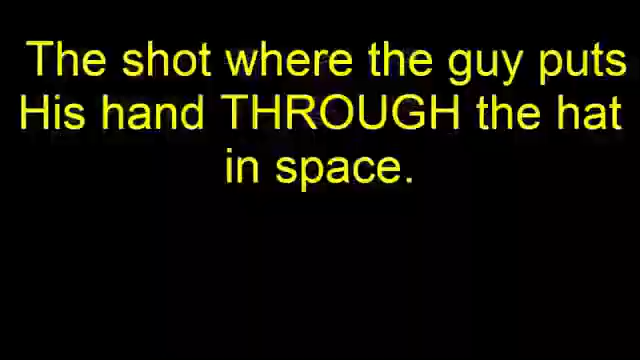 The shot where the guy puts
His hand THROUGH the hat
in space.